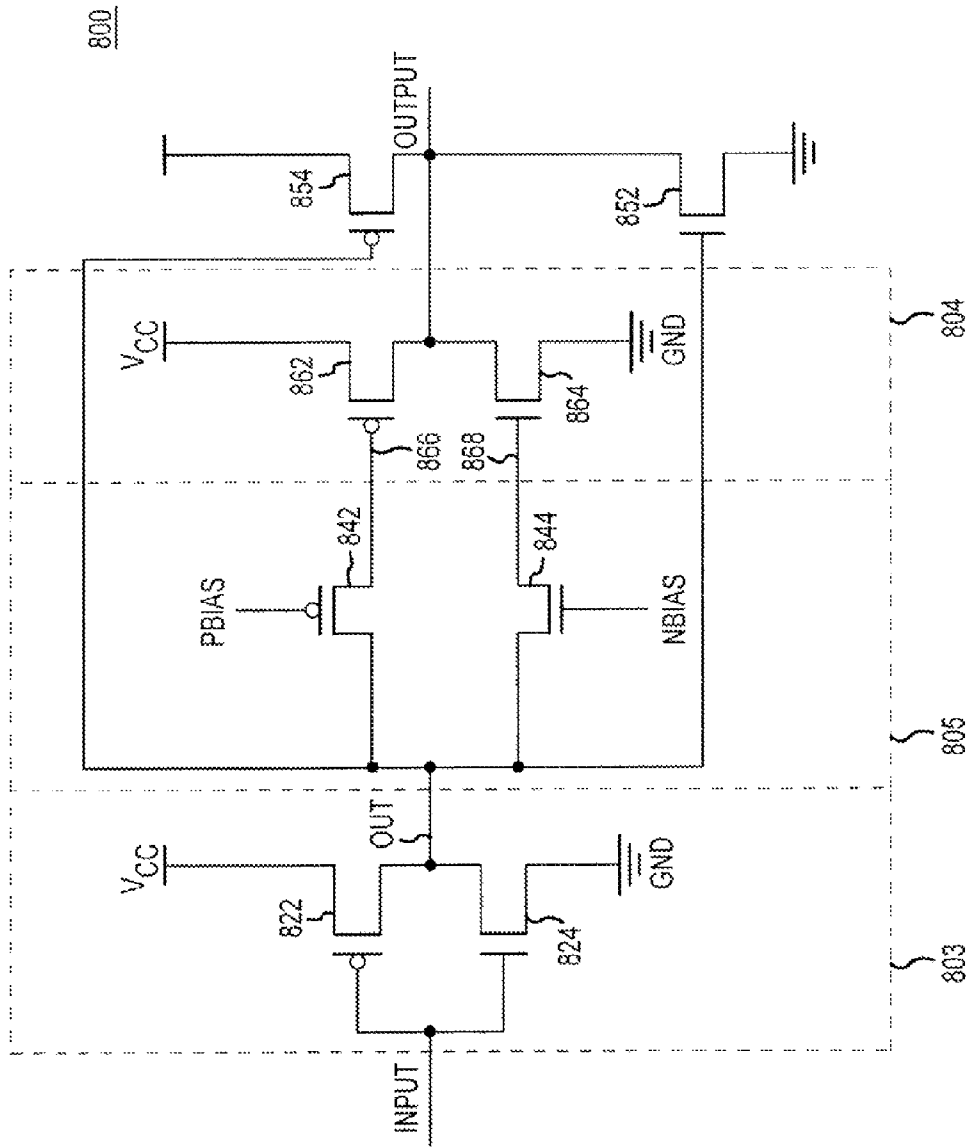 800
INPUT
VCC
822
824
GND
OUT
PBIAS
842
844
NBIAS
VCC
862
866
868
864
GND
854
OUTPUT
852
803
805
804